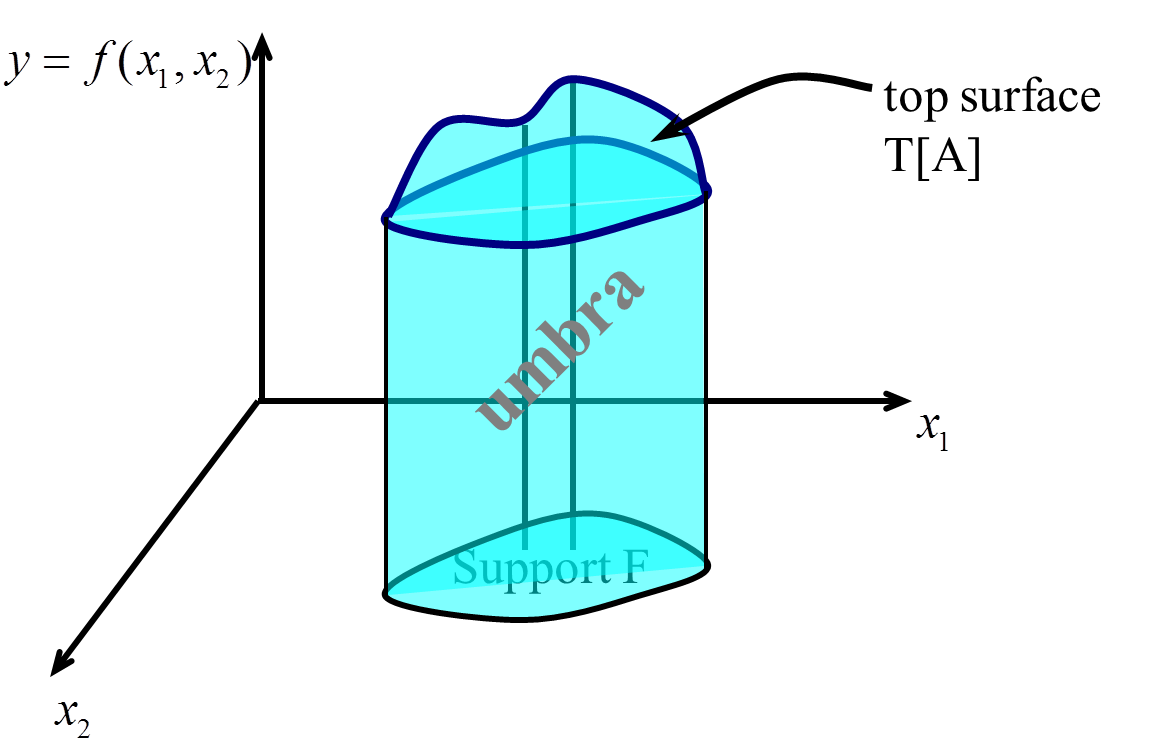 y = f(x₁, x₂)
top surface
T[A]
umbra
x₁
Support F
x₂